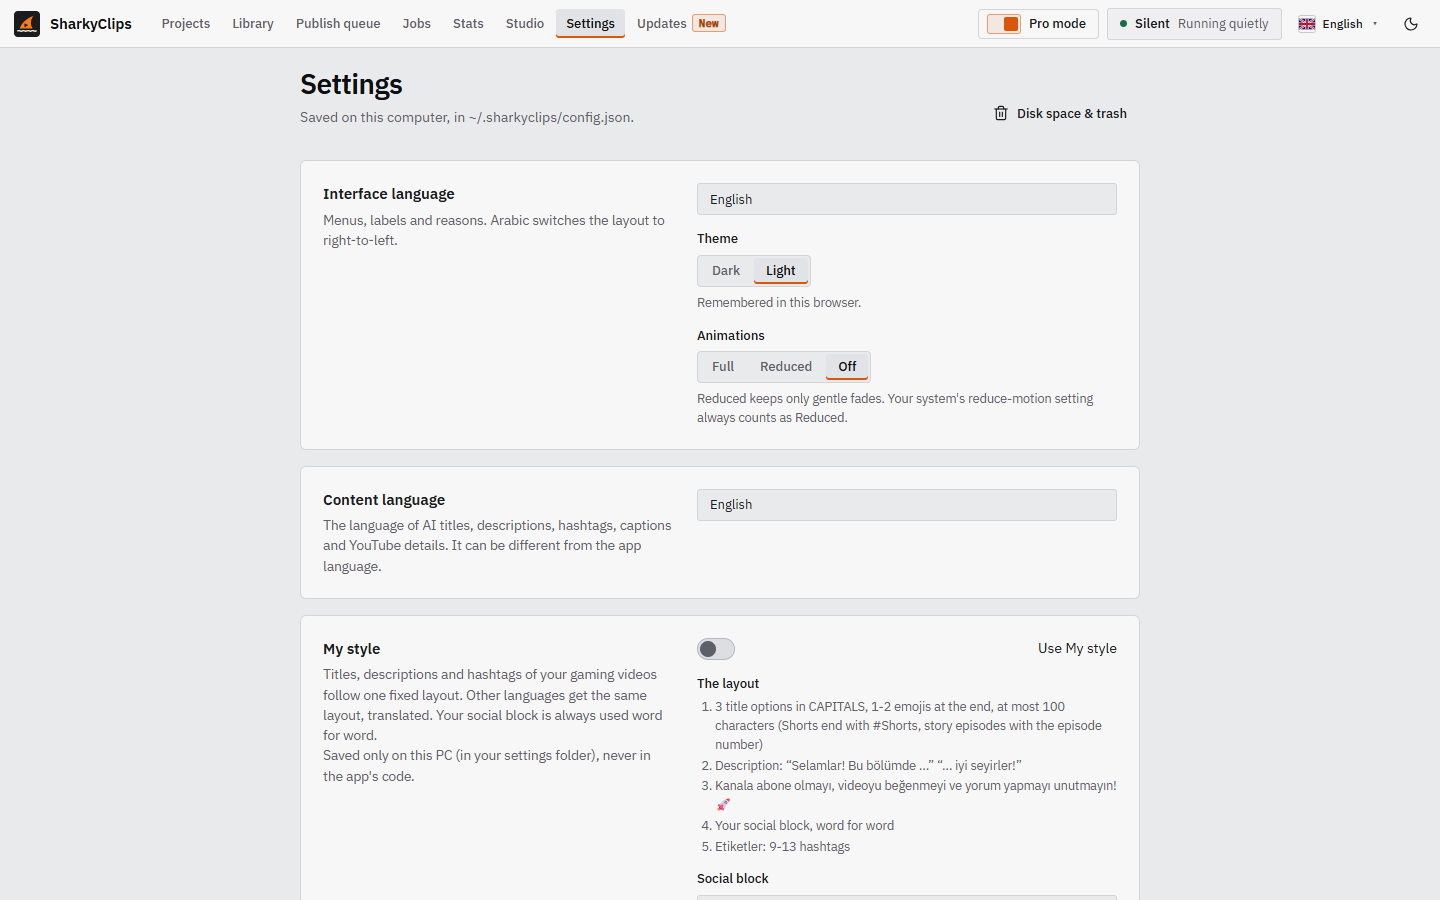 SharkyClips
Projects
Library
Publish queue
Jobs
Stats
Studio
Settings
Updates
New
Pro mode
Silent Running quietly
English
Settings
Saved on this computer, in ~/.sharkyclips/config.json.
Disk space & trash
Interface language
Menus, labels and reasons. Arabic switches the layout to
right-to-left.
English
Theme
Dark
Light
Remembered in this browser.
Animations
Full
Reduced
Off
Reduced keeps only gentle fades. Your system's reduce-motion setting
always counts as Reduced.
Content language
The language of AI titles, descriptions, hashtags, captions
and YouTube details. It can be different from the app
language.
English
My style
Titles, descriptions and hashtags of your gaming videos
follow one fixed layout. Other languages get the same
layout, translated. Your social block is always used word
for word.
Saved only on this PC (in your settings folder), never in
the app's code.
Use My style
The layout
1. 3 title options in CAPITALS, 1-2 emojis at the end, at most 100
characters (Shorts end with #Shorts, story episodes with the episode
number)
2. Description: “Selamlar! Bu bölümde ...” “... iyi seyirler!”
3. Kanala abone olmayı, videoyu beğenmeyi ve yorum yapmayı unutmayın!
🚀
4. Your social block, word for word
5. Etiketler: 9-13 hashtags
Social block